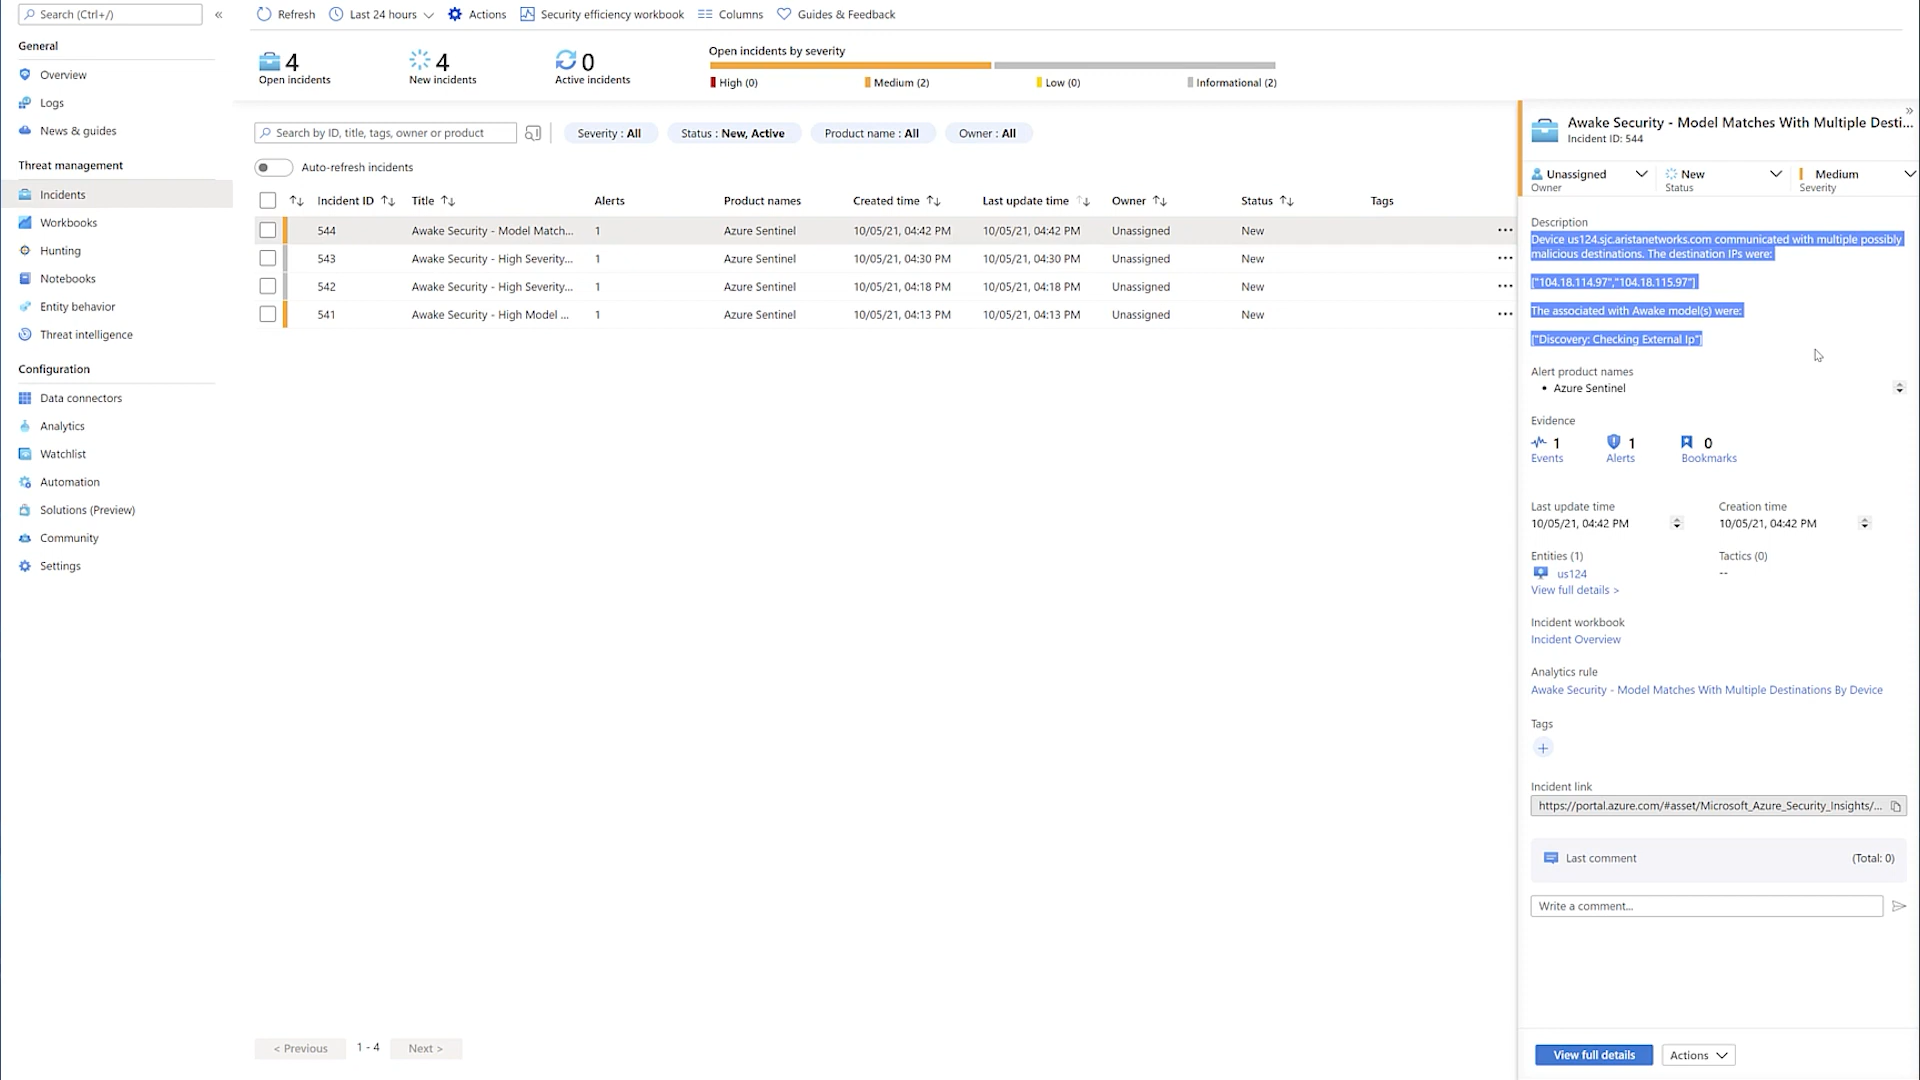 Search (Ctrl+/)
«
Refresh
Last 24 hours
Actions
Security efficiency workbook
Columns
Guides & Feedback
General
Overview
Logs
News & guides
Threat management
Incidents
Workbooks
Hunting
Notebooks
Entity behavior
Threat intelligence
Configuration
Data connectors
Analytics
Watchlist
Automation
Solutions (Preview)
Community
Settings
4
Open incidents
4
New incidents
0
Active incidents
Open incidents by severity
High (0)
Medium (2)
Low (0)
Informational (2)
Search by ID, title, tags, owner or product
Severity : All
Status : New, Active
Product name : All
Owner : All
Auto-refresh incidents
Incident ID Title Alerts Product names Created time Last update time Owner Status Tags
544 Awake Security - Model Match... 1 Azure Sentinel 10/05/21, 04:42 PM 10/05/21, 04:42 PM Unassigned New ...
543 Awake Security - High Severity... 1 Azure Sentinel 10/05/21, 04:30 PM 10/05/21, 04:30 PM Unassigned New ...
542 Awake Security - High Severity... 1 Azure Sentinel 10/05/21, 04:18 PM 10/05/21, 04:18 PM Unassigned New ...
541 Awake Security - High Model ... 1 Azure Sentinel 10/05/21, 04:13 PM 10/05/21, 04:13 PM Unassigned New ...
< Previous 1 - 4 Next >
»
Awake Security - Model Matches With Multiple Desti...
Incident ID: 544
Unassigned
Owner
New
Status
Medium
Severity
Description
Device us124.sjc.aristanetworks.com communicated with multiple possibly
malicious destinations. The destination IPs were:
["104.18.114.97","104.18.115.97"]
The associated with Awake model(s) were:
["Discovery: Checking External Ip"]
Alert product names
• Azure Sentinel
Evidence
1
Events
1
Alerts
0
Bookmarks
Last update time
10/05/21, 04:42 PM
Creation time
10/05/21, 04:42 PM
Entities (1)
us124
View full details >
Tactics (0)
--
Incident workbook
Incident Overview
Analytics rule
Awake Security - Model Matches With Multiple Destinations By Device
Tags
+
Incident link
https://portal.azure.com/#asset/Microsoft_Azure_Security_Insights/...
Last comment
(Total: 0)
Write a comment...
View full details
Actions